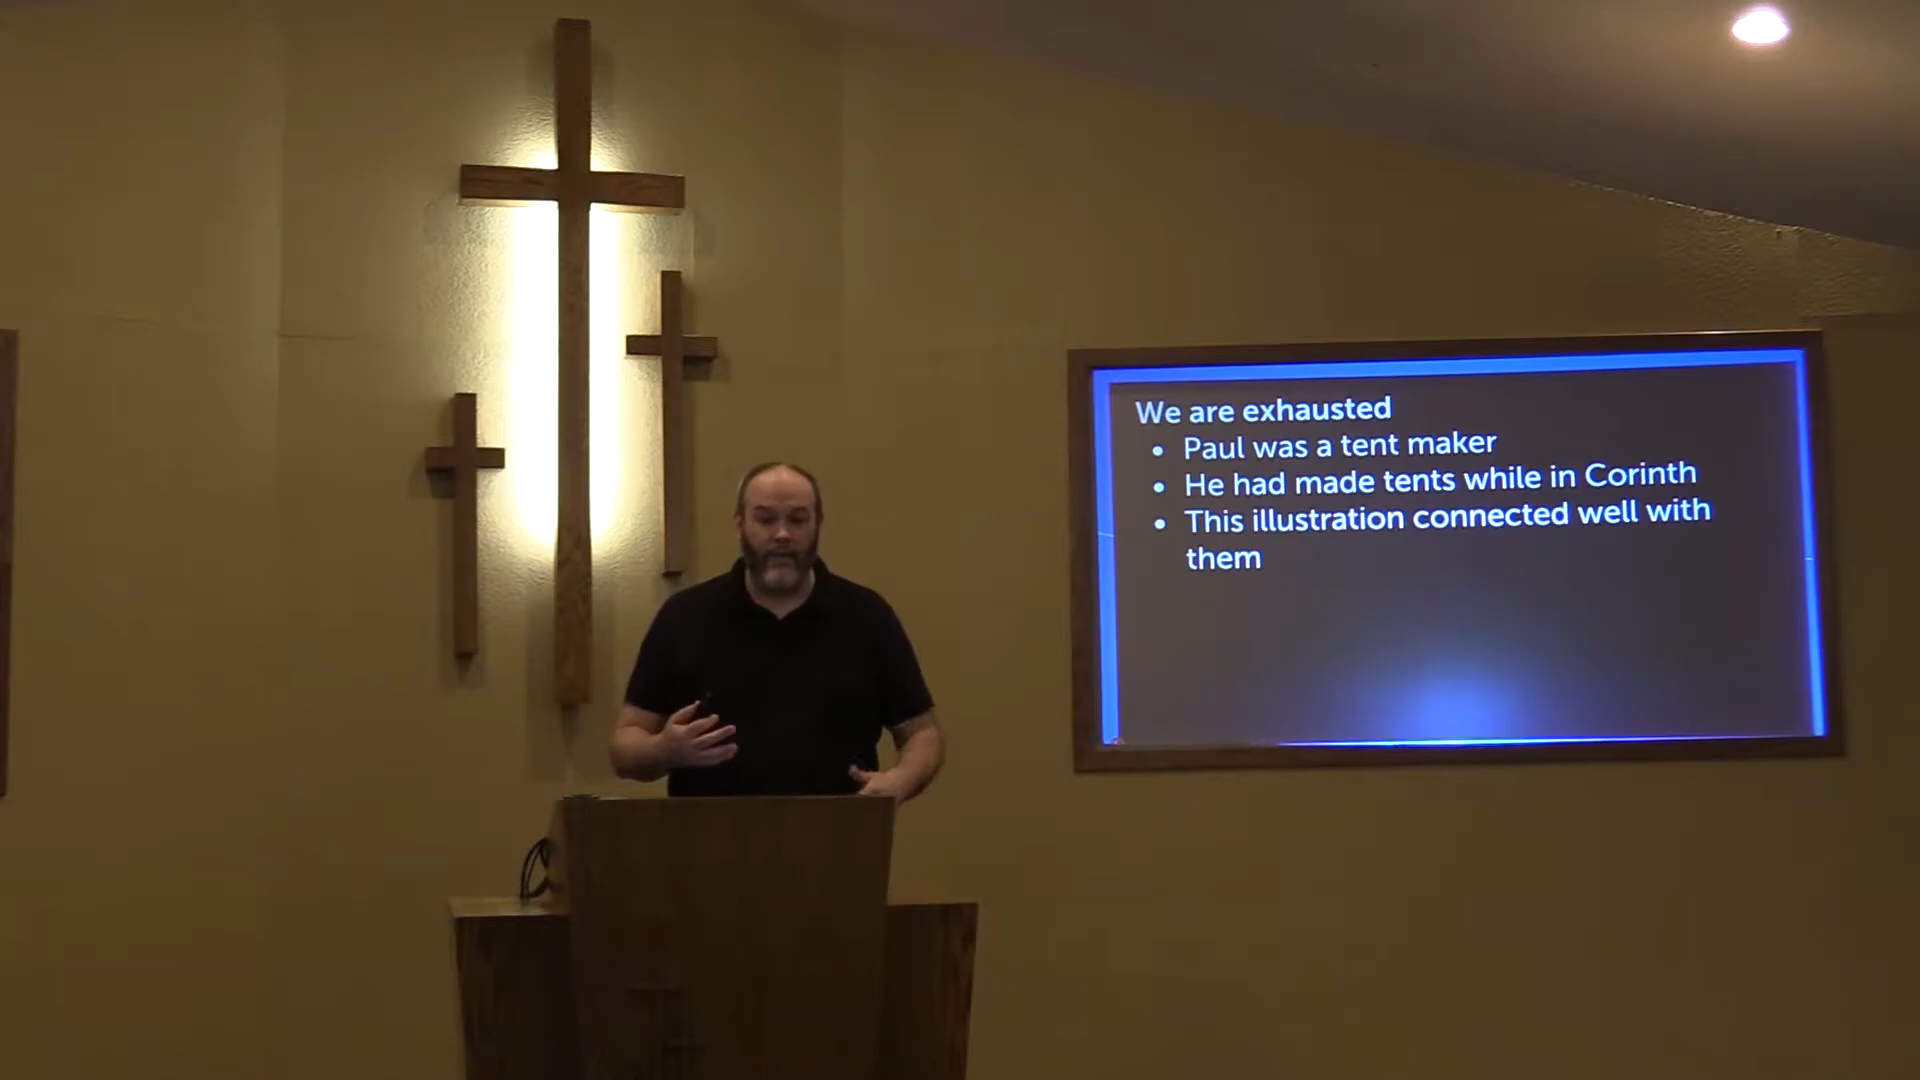 We are exhausted
• Paul was a tent maker
• He had made tents while in Corinth
• This illustration connected well with
them